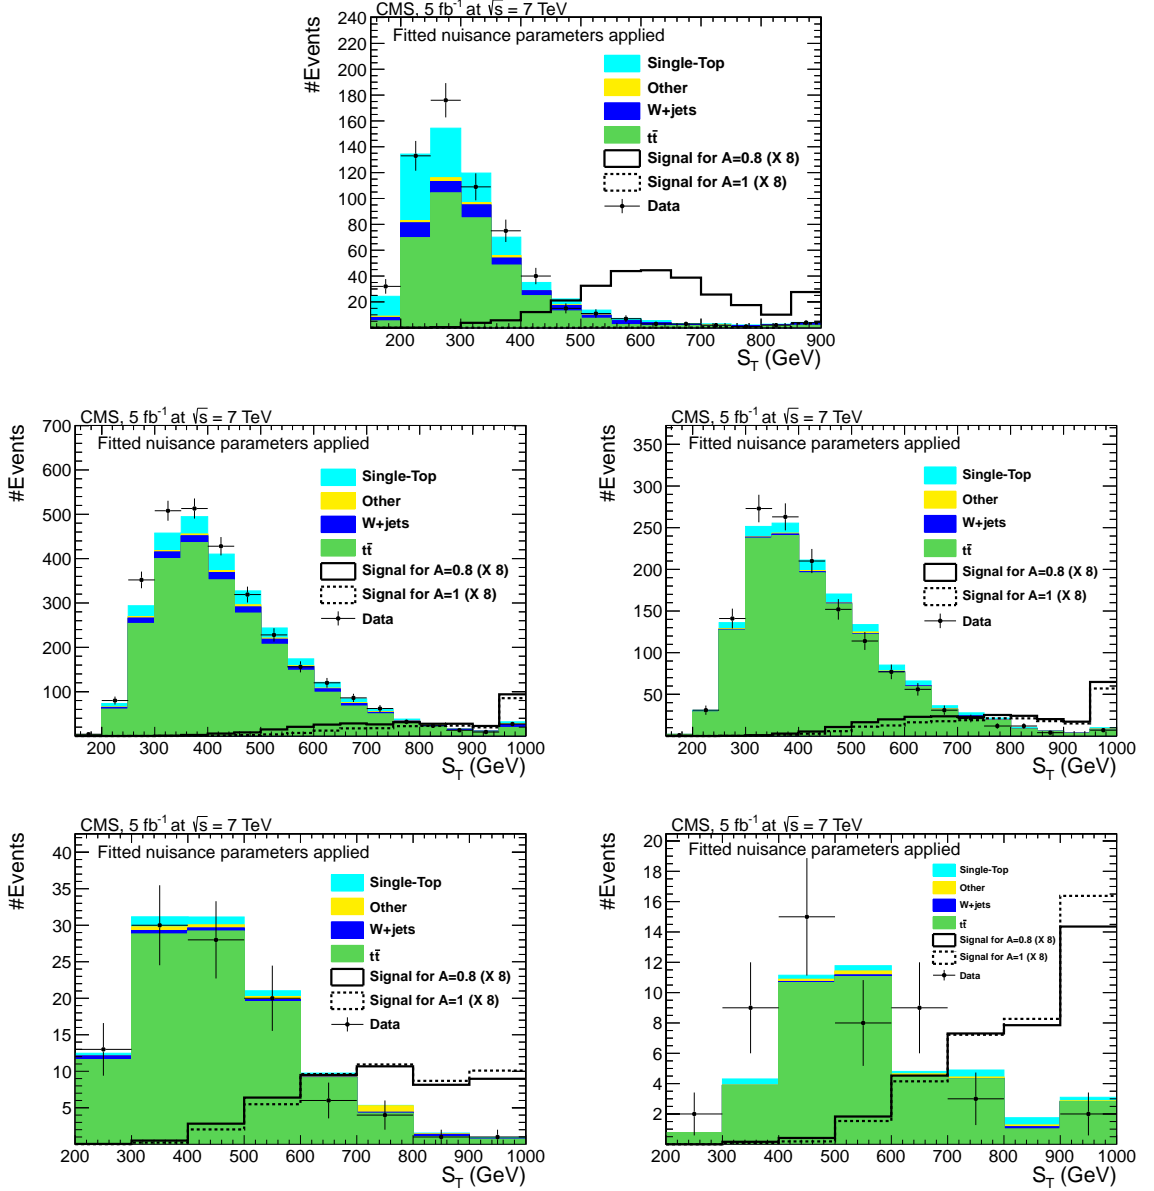 CMS, 5 fb⁻¹ at √s = 7 TeV
#Events
240
220
200
180
160
140
120
100
80
60
40
20
Fitted nuisance parameters applied
Single-Top
Other
W+jets
tt̄
Signal for A=0.8 (X 8)
Signal for A=1 (X 8)
Data
200 300 400 500 600 700 800 900
S_T (GeV)
CMS, 5 fb⁻¹ at √s = 7 TeV
#Events
700
600
500
400
300
200
100
Fitted nuisance parameters applied
Single-Top
Other
W+jets
tt̄
Signal for A=0.8 (X 8)
Signal for A=1 (X 8)
Data
200 300 400 500 600 700 800 900 1000
S_T (GeV)
CMS, 5 fb⁻¹ at √s = 7 TeV
#Events
350
300
250
200
150
100
50
Fitted nuisance parameters applied
Single-Top
Other
W+jets
tt̄
Signal for A=0.8 (X 8)
Signal for A=1 (X 8)
Data
200 300 400 500 600 700 800 900 1000
S_T (GeV)
CMS, 5 fb⁻¹ at √s = 7 TeV
#Events
40
35
30
25
20
15
10
5
Fitted nuisance parameters applied
Single-Top
Other
W+jets
tt̄
Signal for A=0.8 (X 8)
Signal for A=1 (X 8)
Data
200 300 400 500 600 700 800 900 1000
S_T (GeV)
CMS, 5 fb⁻¹ at √s = 7 TeV
#Events
20
18
16
14
12
10
8
6
4
2
Fitted nuisance parameters applied
Single-Top
Other
W+jets
tt̄
Signal for A=0.8 (X 8)
Signal for A=1 (X 8)
Data
200 300 400 500 600 700 800 900 1000
S_T (GeV)